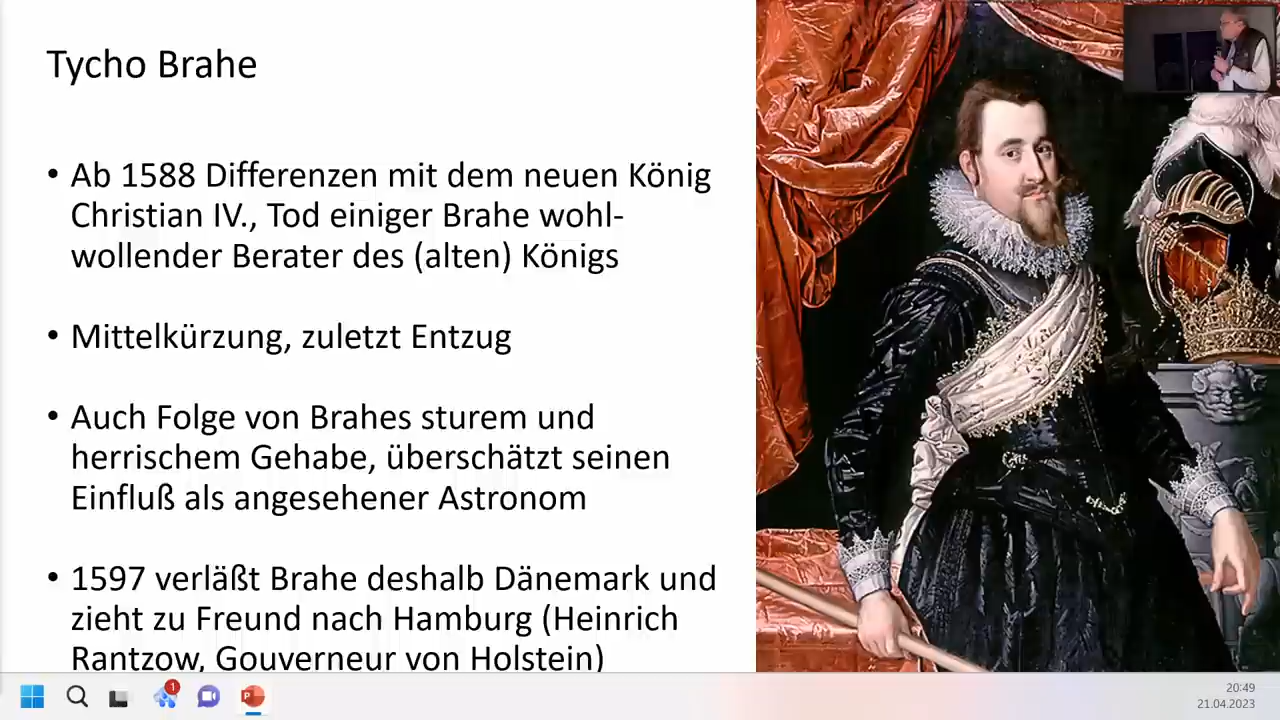 Tycho Brahe
• Ab 1588 Differenzen mit dem neuen König
Christian IV., Tod einiger Brahe wohl-
wollender Berater des (alten) Königs
• Mittelkürzung, zuletzt Entzug
• Auch Folge von Brahes sturem und
herrischem Gehabe, überschätzt seinen
Einfluß als angesehener Astronom
• 1597 verläßt Brahe deshalb Dänemark und
zieht zu Freund nach Hamburg (Heinrich
Rantzow, Gouverneur von Holstein)
1
P
20:49
21.04.2023